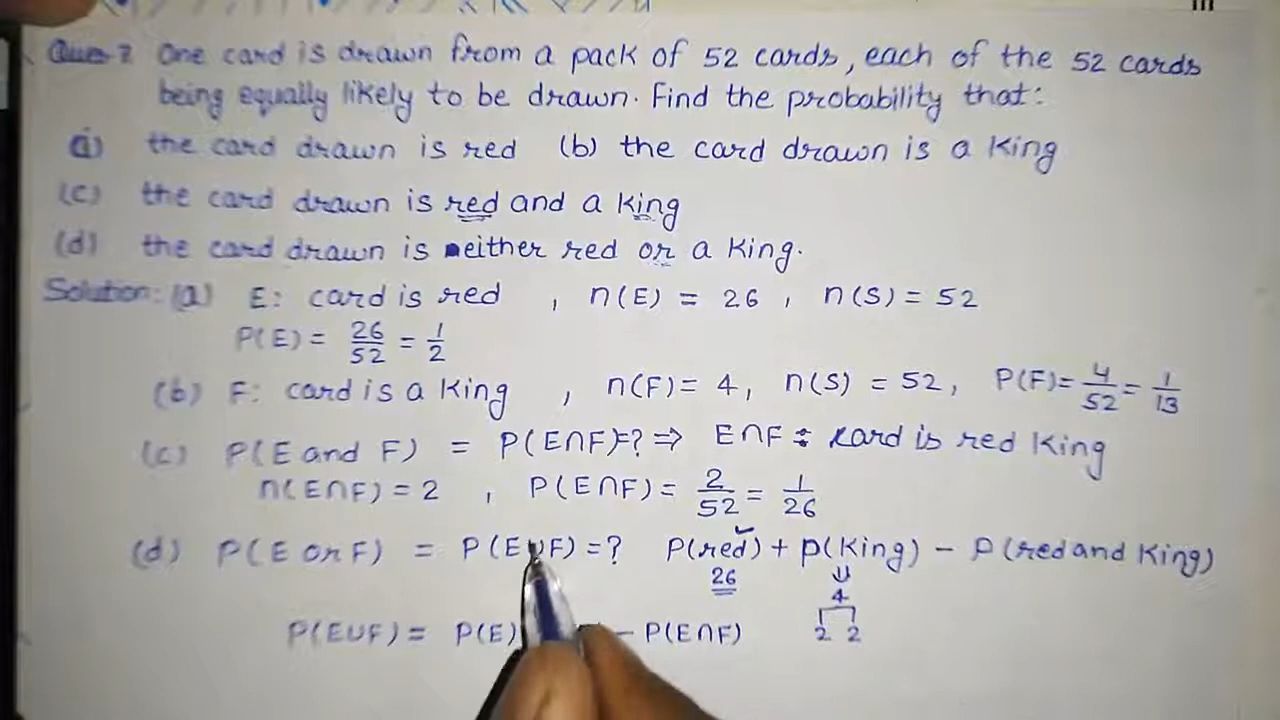 Ques 7 One card is drawn from a pack of 52 cards, each of the 52 cards
being equally likely to be drawn. Find the probability that:
a) the card drawn is red (b) the card drawn is a King
(c) the card drawn is red and a king
(d) the card drawn is neither red or a King.
Solution: (a) E: card is red , n(E) = 26 , n(S) = 52
P(E) = 26/52 = 1/2
(b) F: card is a King , n(F) = 4, n(S) = 52, P(F) = 4/52 = 1/13
(c) P(E and F) = P(E∩F)=? ⇒ E∩F : card is red King
n(E∩F) = 2 , P(E∩F) = 2/52 = 1/26
(d) P(E or F) = P(E∪F) = ? P(red) + P(King) – P(red and King)
26 ⇓ 4
2 2
P(E∪F) = P(E) – P(E∩F)